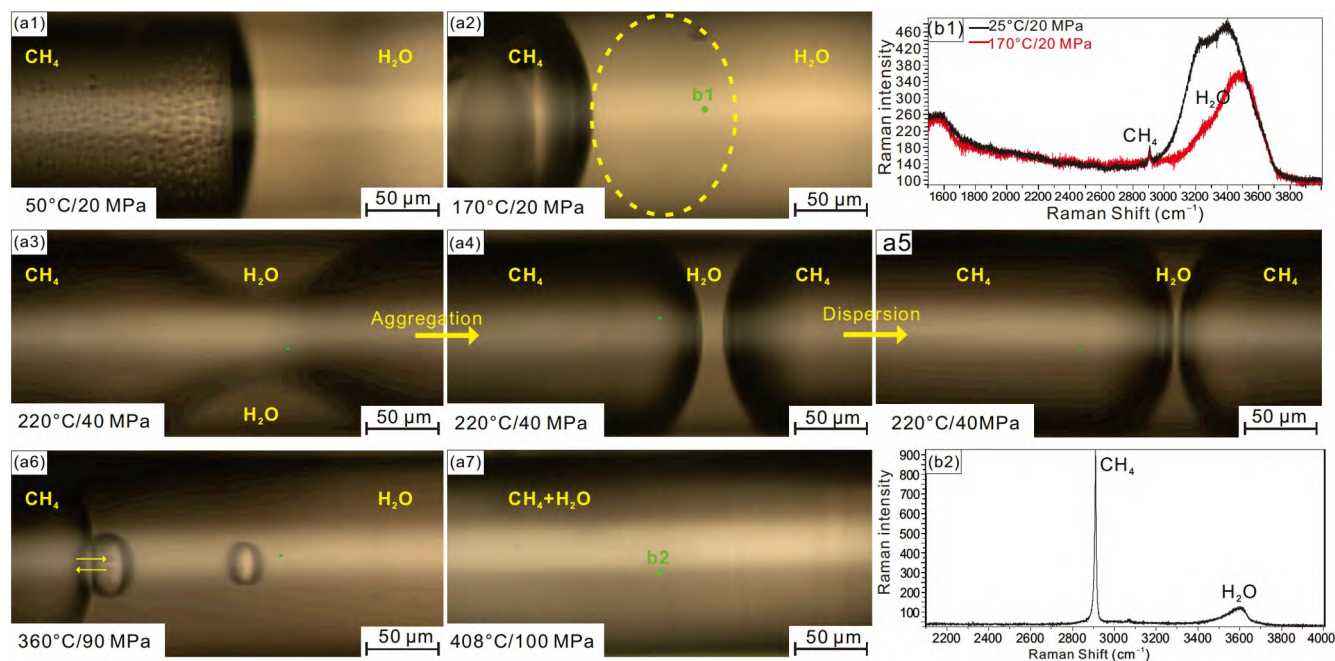 (a1)
CH₄
H₂O
50°C/20 MPa
50 μm
(a2)
CH₄
H₂O
b1
170°C/20 MPa
50 μm
(b1)
25°C/20 MPa
170°C/20 MPa
Raman intensity
460
420
380
340
300
260
220
180
140
100
CH₄
H₂O
1600 1800 2000 2200 2400 2600 2800 3000 3200 3400 3600 3800
Raman Shift (cm⁻¹)
(a3)
CH₄
H₂O
H₂O
220°C/40 MPa
50 μm
Aggregation
(a4)
CH₄
H₂O
CH₄
220°C/40 MPa
50 μm
Dispersion
a5
CH₄
H₂O
CH₄
220°C/40MPa
50 μm
(a6)
CH₄
H₂O
360°C/90 MPa
50 μm
(a7)
CH₄+H₂O
b2
408°C/100 MPa
50 μm
(b2)
Raman intensity
900
800
700
600
500
400
300
200
100
CH₄
H₂O
2200 2400 2600 2800 3000 3200 3400 3600 3800 4000
Raman Shift (cm⁻¹)